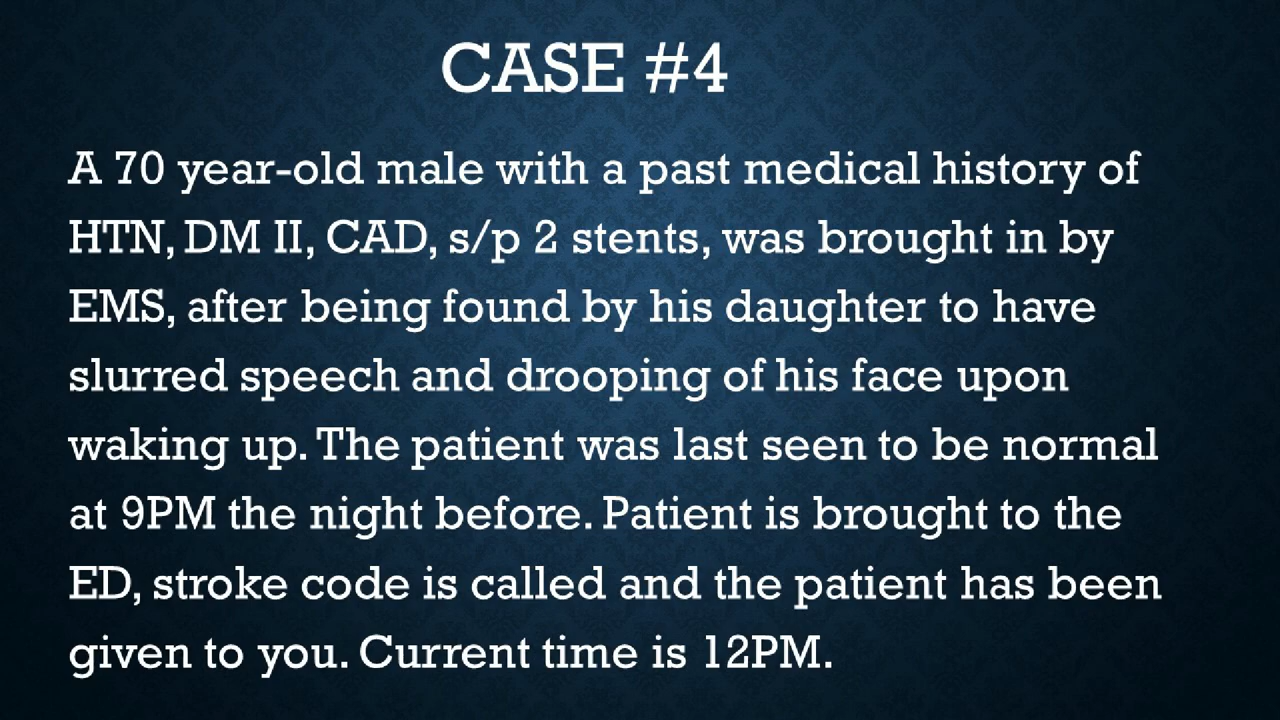 CASE #4
A 70 year-old male with a past medical history of
HTN, DM II, CAD, s/p 2 stents, was brought in by
EMS, after being found by his daughter to have
slurred speech and drooping of his face upon
waking up. The patient was last seen to be normal
at 9PM the night before. Patient is brought to the
ED, stroke code is called and the patient has been
given to you. Current time is 12PM.